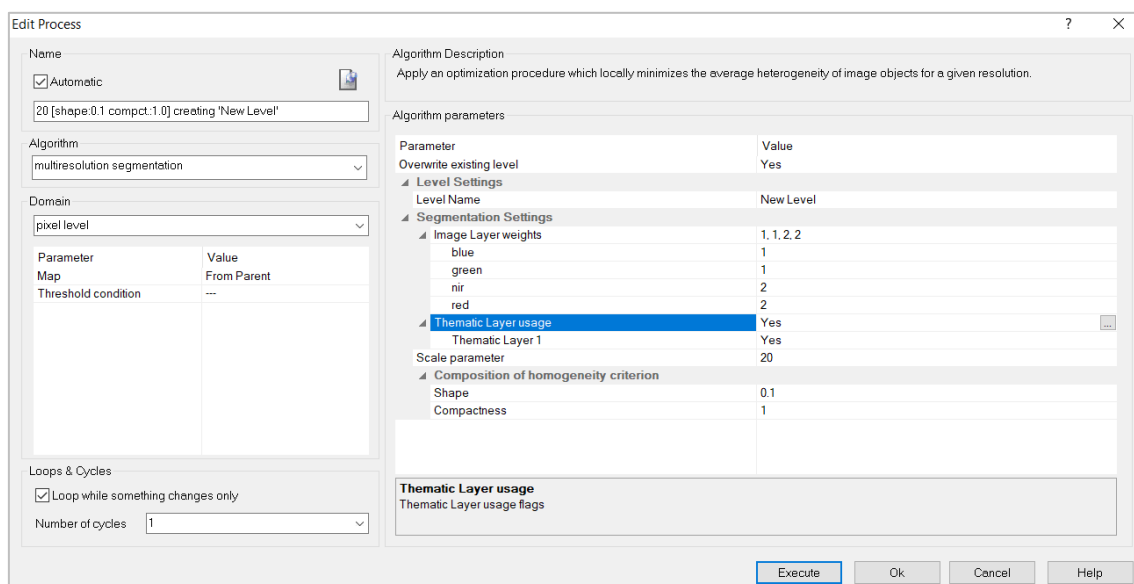 Edit Process
? X
Name
Automatic
20 [shape:0.1 compct.:1.0] creating 'New Level'
Algorithm
multiresolution segmentation
Domain
pixel level
Parameter Value
Map From Parent
Threshold condition ---
Loops & Cycles
Loop while something changes only
Number of cycles 1
Algorithm Description
Apply an optimization procedure which locally minimizes the average heterogeneity of image objects for a given resolution.
Algorithm parameters
Parameter Value
Overwrite existing level Yes
Level Settings
Level Name New Level
Segmentation Settings
Image Layer weights 1, 1, 2, 2
blue 1
green 1
nir 2
red 2
Thematic Layer usage Yes ...
Thematic Layer 1 Yes
Scale parameter 20
Composition of homogeneity criterion
Shape 0.1
Compactness 1
Thematic Layer usage
Thematic Layer usage flags
Execute Ok Cancel Help